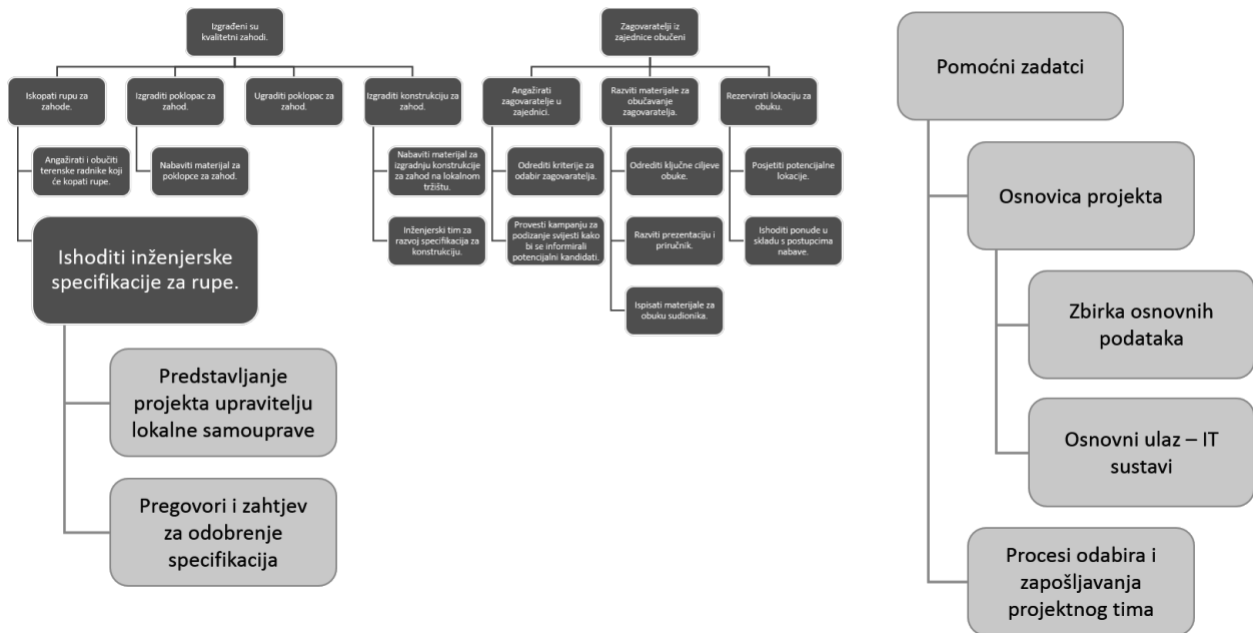 Izgrađeni su
kvalitetni zahodi.
Iskopati rupu za
zahode.
Angažirati i obučiti
terenske radnike koji
će kopati rupe.
Ishoditi inženjerske
specifikacije za rupe.
Predstavljanje
projekta upravitelju
lokalne samouprave
Pregovori i zahtjev
za odobrenje
specifikacija
Izgraditi poklopac za
zahod.
Nabaviti materijal za
poklopce za zahod.
Ugraditi poklopac za
zahod.
Izgraditi konstrukciju za
zahod.
Nabaviti materijal za
izgradnju konstrukcije
za zahod na lokalnom
tržištu.
Inženjerski tim za
razvoj specifikacija za
konstrukciju.
Zagovaratelji iz
zajednice obučeni
Angažirati
zagovaratelje u
zajednici.
Odrediti kriterije za
odabir zagovaratelja.
Provesti kampanju za
podizanje svijesti kako
bi se informirali
potencijalni kandidati.
Razviti materijale za
obučavanje
zagovaratelja.
Odrediti ključne ciljeve
obuke.
Razviti prezentaciju i
priručnik.
Ispisati materijale za
obuku sudionika.
Rezervirati lokaciju za
obuku.
Posjetiti potencijalne
lokacije.
Ishoditi ponude u
skladu s postupcima
nabave.
Pomoćni zadatci
Osnovica projekta
Zbirka osnovnih
podataka
Osnovni ulaz – IT
sustavi
Procesi odabira i
zapošljavanja
projektnog tima